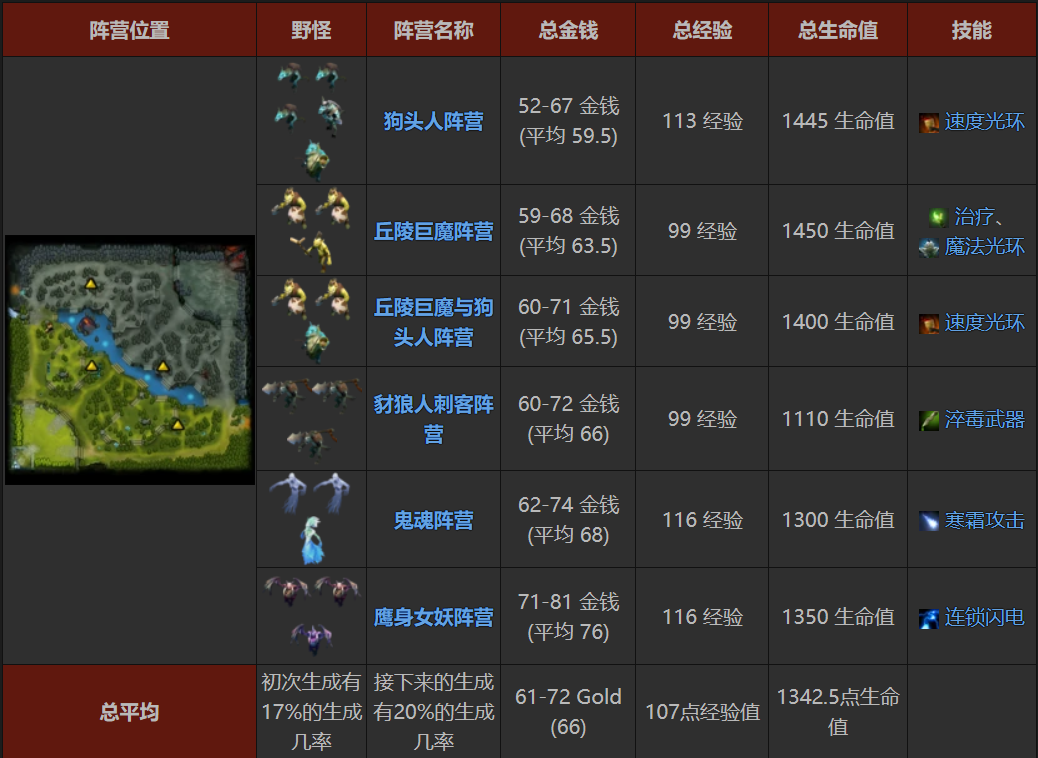 阵营位置 野怪 阵营名称 总金钱 总经验 总生命值 技能
狗头人阵营
52-67 金钱
(平均 59.5)
113 经验
1445 生命值
速度光环
丘陵巨魔阵营
59-68 金钱
(平均 63.5)
99 经验
1450 生命值
治疗、
魔法光环
丘陵巨魔与狗
头人阵营
60-71 金钱
(平均 65.5)
99 经验
1400 生命值
速度光环
豺狼人刺客阵
营
60-72 金钱
(平均 66)
99 经验
1110 生命值
淬毒武器
鬼魂阵营
62-74 金钱
(平均 68)
116 经验
1300 生命值
寒霜攻击
鹰身女妖阵营
71-81 金钱
(平均 76)
116 经验
1350 生命值
连锁闪电
总平均
初次生成有
17%的生成
几率
接下来的生成
有20%的生成
几率
61-72 Gold
(66)
107点经验值
1342.5点生命
值